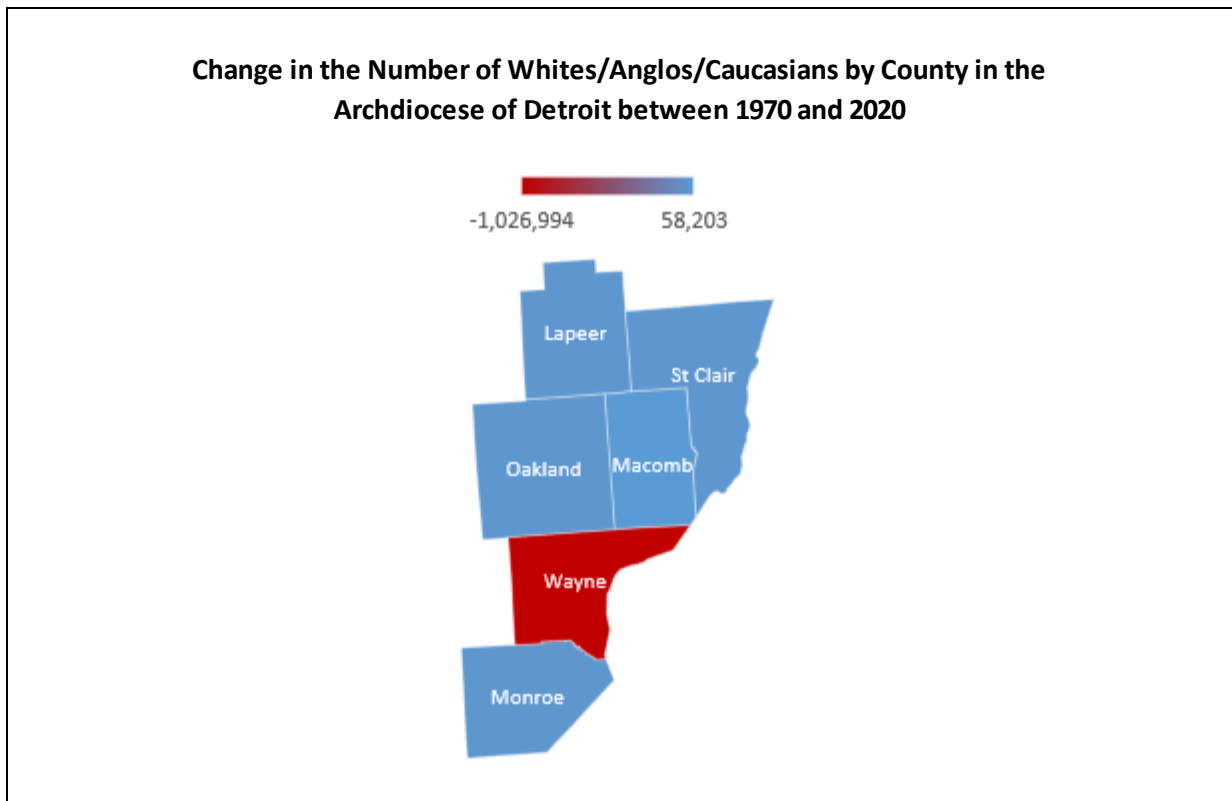 Change in the Number of Whites/Anglos/Caucasians by County in the
Archdiocese of Detroit between 1970 and 2020
-1,026,994 58,203
Lapeer
St Clair
Oakland
Macomb
Wayne
Monroe